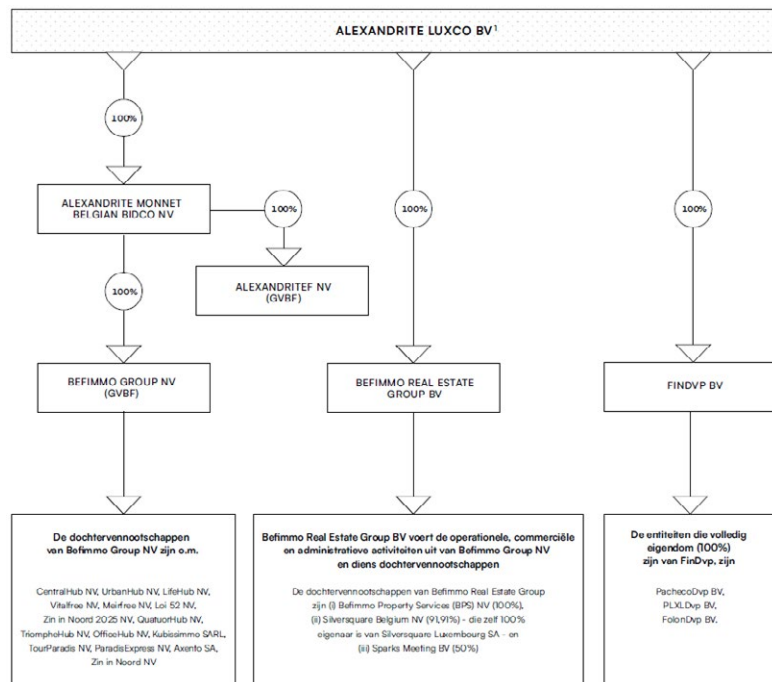 ALEXANDRITE LUXCO BV¹
100%
ALEXANDRITE MONNET
BELGIAN BIDCO NV
100%
100%
100%
100%
ALEXANDRITEF NV
(GVBF)
BEFIMMO GROUP NV
(GVBF)
BEFIMMO REAL ESTATE
GROUP BV
FINDVP BV
De dochtervennootschappen
van Befimmo Group NV zijn o.m.
CentralHub NV, UrbanHub NV, LifeHub NV,
Vitalfree NV, Meirfree NV, Loi 52 NV,
Zin in Noord 2025 NV, QuatuorHub NV,
TriompheHub NV, OfficeHub NV, Kubissimmo SARL,
TourParadis NV, ParadisExpress NV, Axento SA,
Zin in Noord NV
Befimmo Real Estate Group BV voert de operationele, commerciële
en administratieve activiteiten uit van Befimmo Group NV
en diens dochtervennootschappen
De dochtervennootschappen van Befimmo Real Estate Group
zijn (i) Befimmo Property Services (BPS) NV (100%),
(ii) Silversquare Belgium NV (91,91%) - die zelf 100%
eigenaar is van Silversquare Luxembourg SA - en
(iii) Sparks Meeting BV (50%)
De entiteiten die volledig
eigendom (100%)
zijn van FinDvp, zijn
PachecoDvp BV,
PLXLDvp BV,
FolonDvp BV.